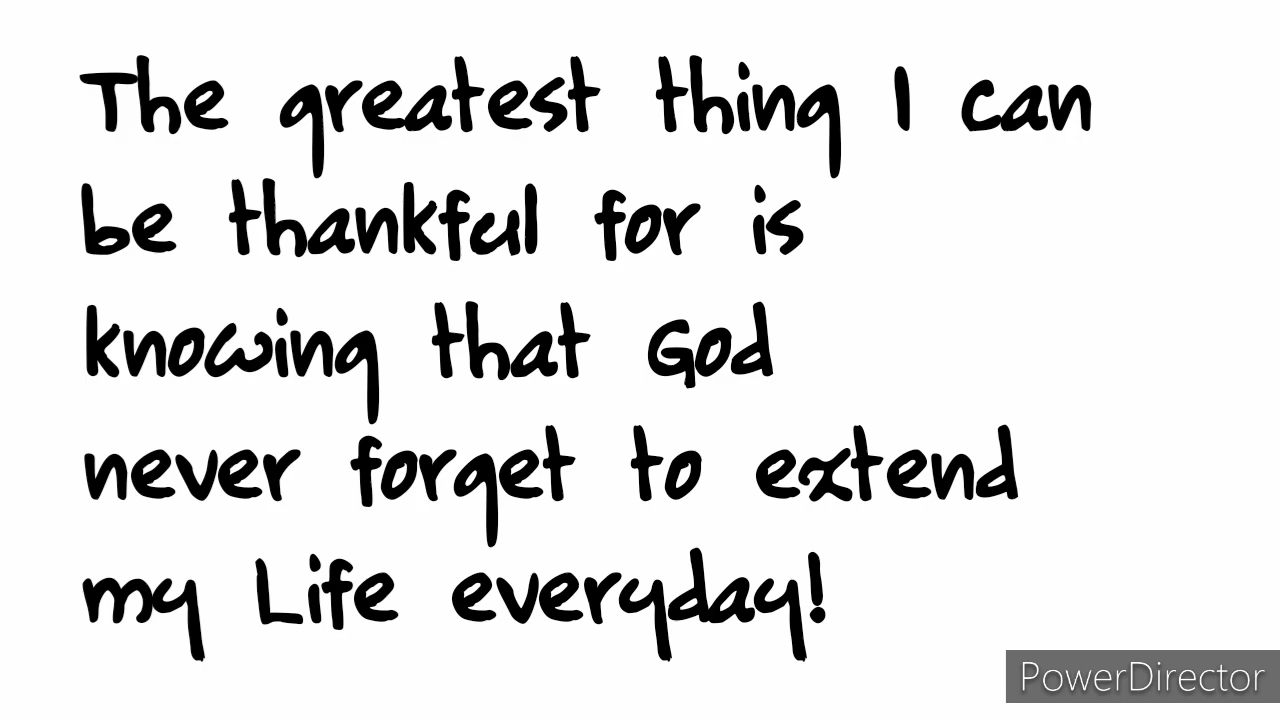 The greatest thing I can
be thankful for is
knowing that God
never forget to extend
my Life everyday!
PowerDirector